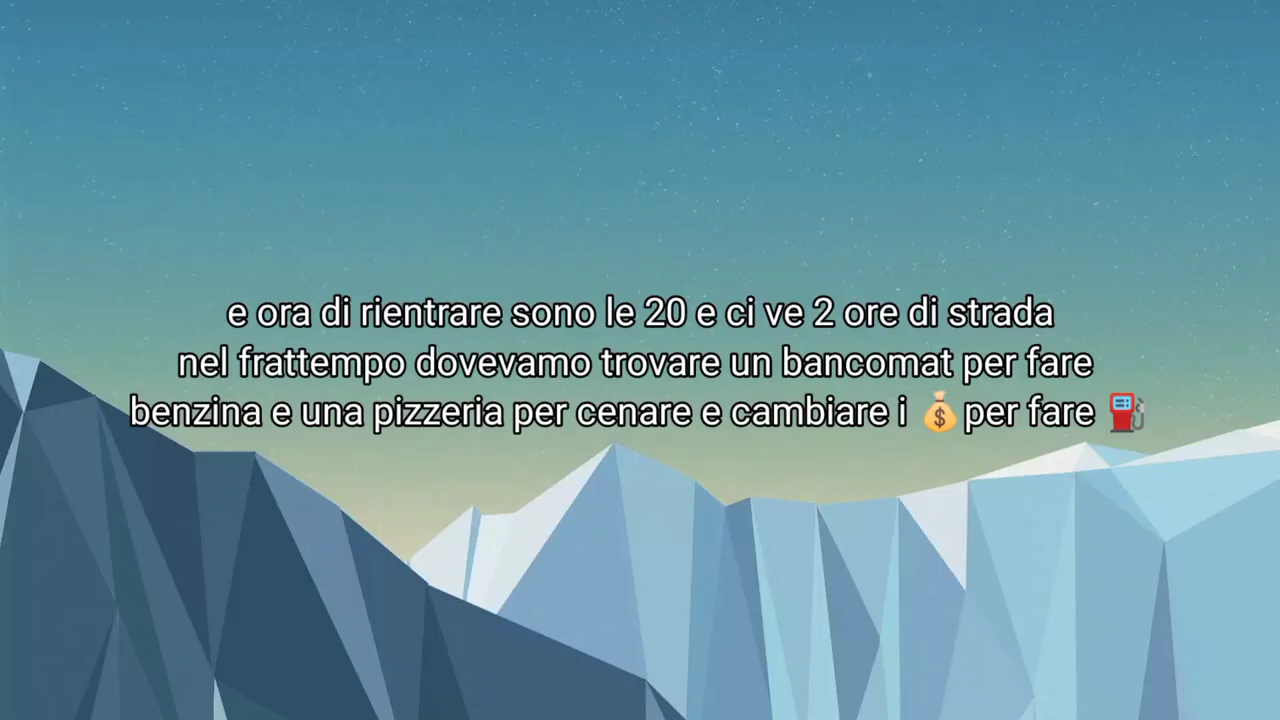 e ora di rientrare sono le 20 e ci ve 2 ore di strada
nel frattempo dovevamo trovare un bancomat per fare
benzina e una pizzeria per cenare e cambiare i 💰per fare ⛽